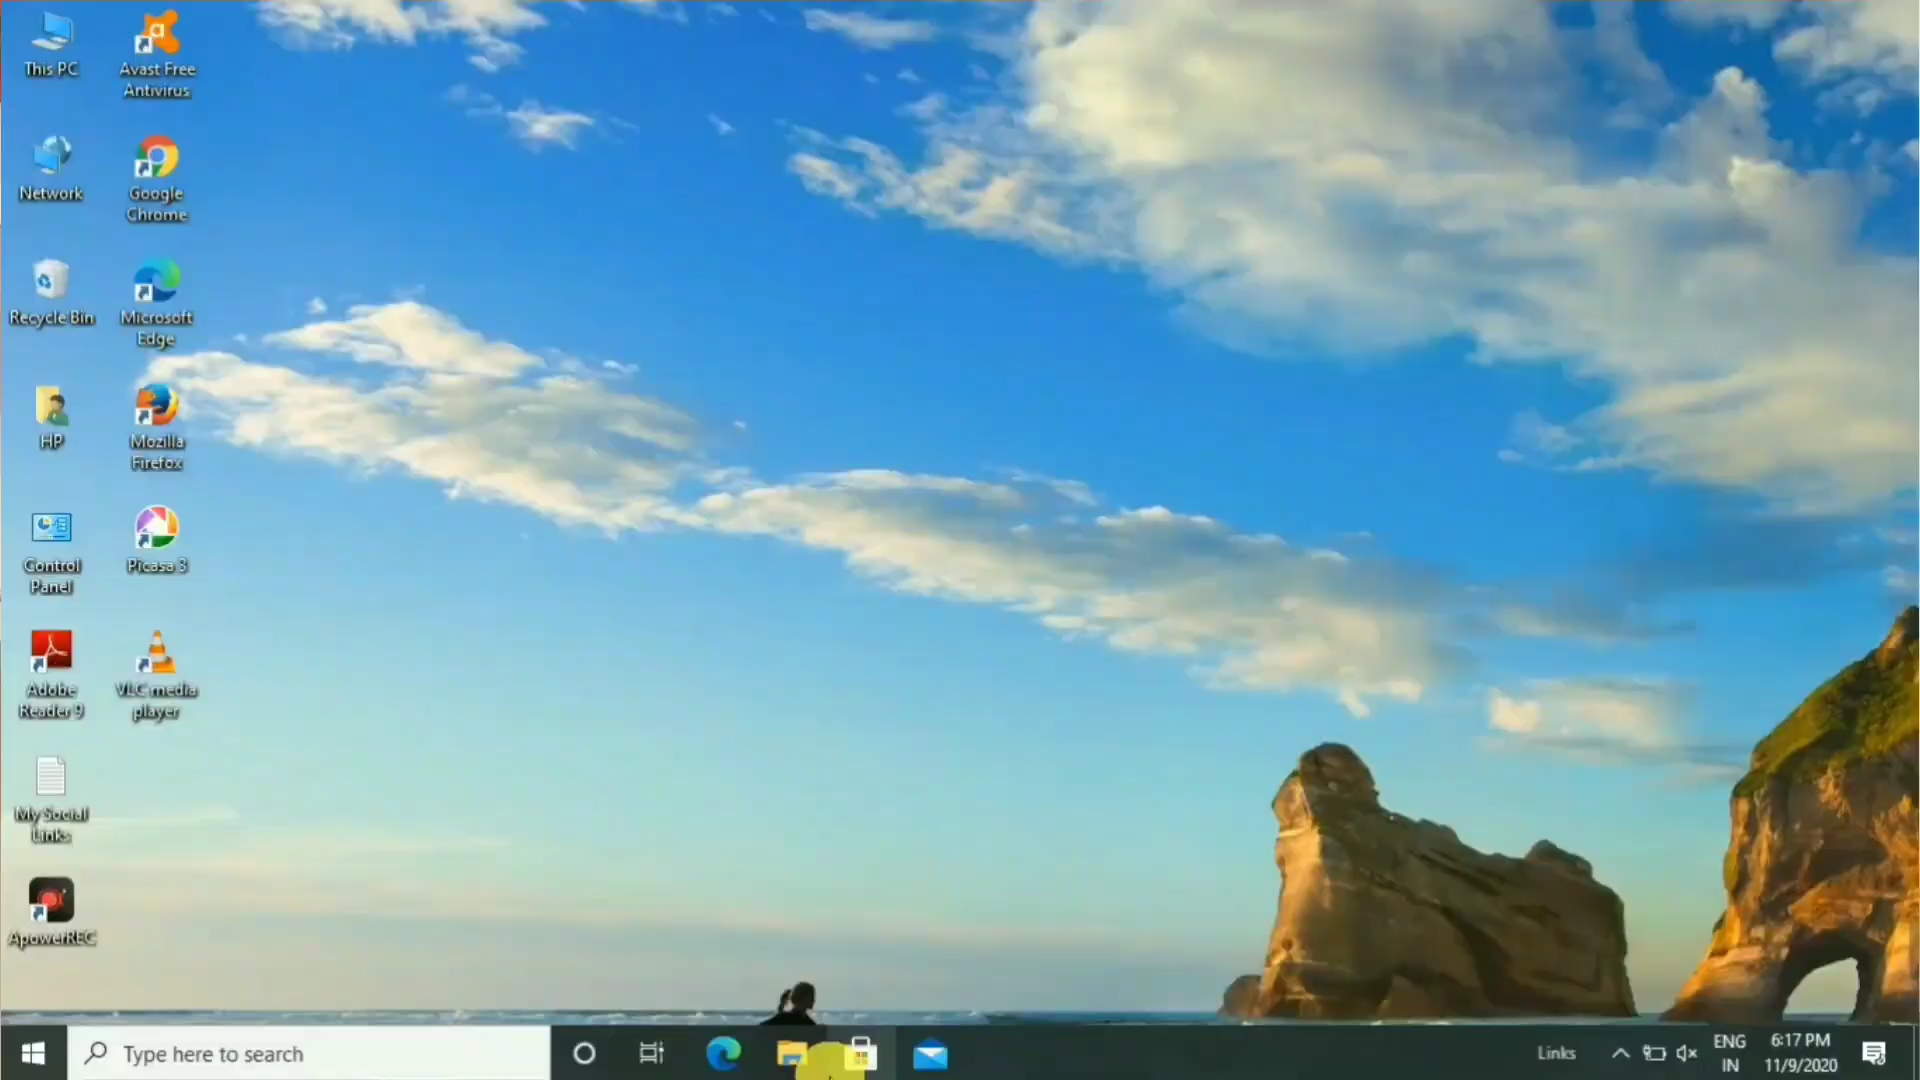 This PC
Avast Free
Antivirus
Network
Google
Chrome
Recycle Bin
Microsoft
Edge
HP
Mozilla
Firefox
Control
Panel
Picasa 3
Adobe
Reader 9
VLC media
player
My Social
Links
ApowerREC
Type here to search
Links
ENG
IN
6:17 PM
11/9/2020